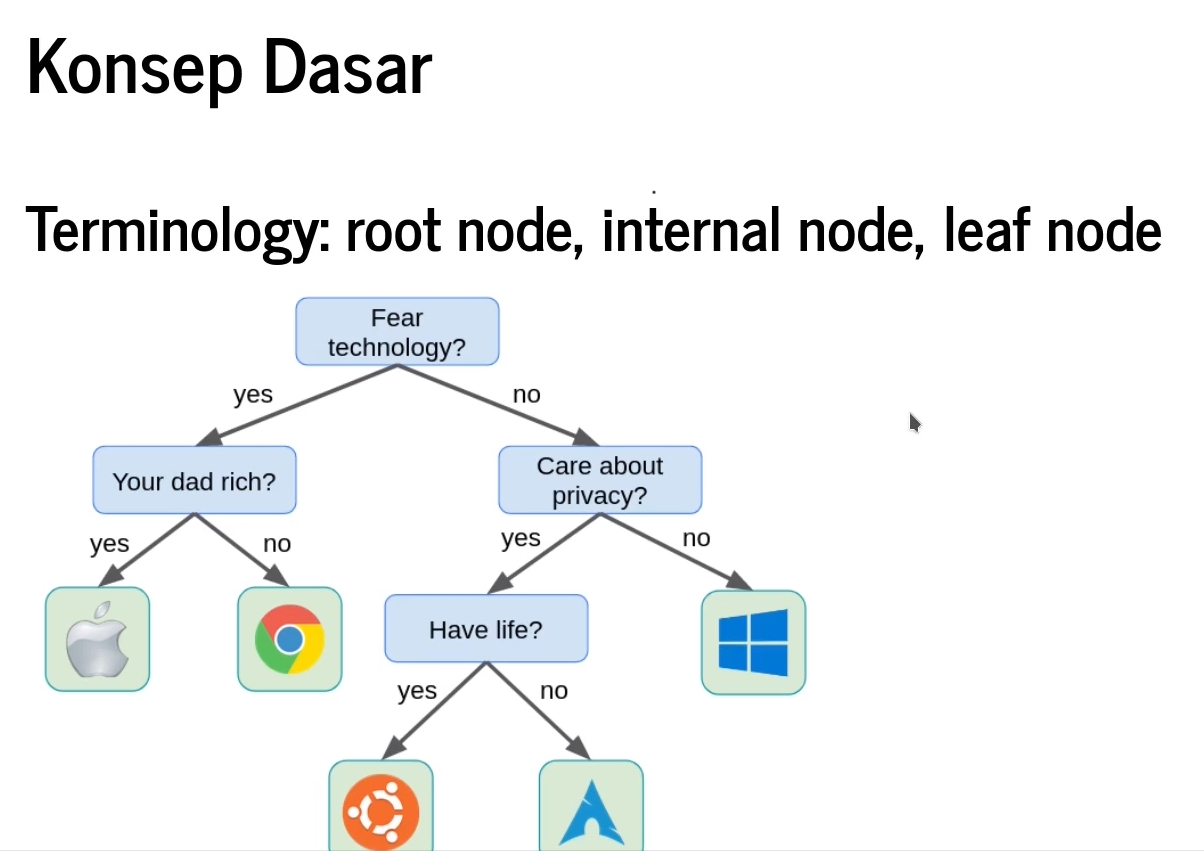 Konsep Dasar
Terminology: root node, internal node, leaf node
Fear
technology?
yes
no
Your dad rich?
Care about
privacy?
yes
no
yes
no
Have life?
yes
no